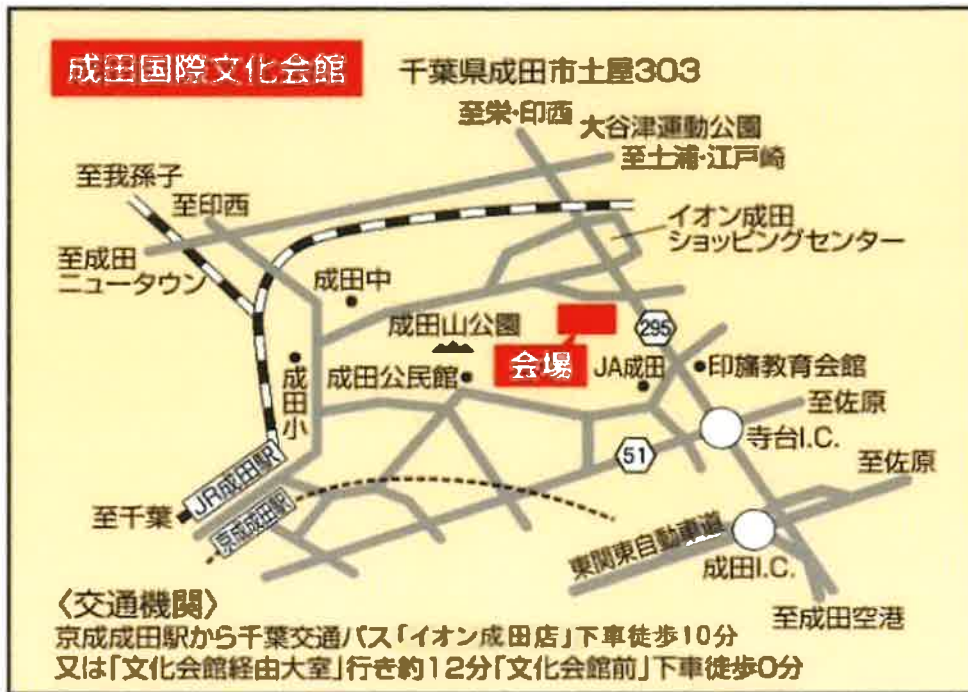 成田国際文化会館
千葉県成田市土屋303
至栄・印西
大谷津運動公園
至土浦・江戸崎
至我孫子
至印西
イオン成田
ショッピングセンター
至成田
ニュータウン
成田中
成田山公園
295
会場
JA成田
印旛教育会館
成田公民館
成田小
至佐原
寺台I.C.
51
至佐原
JR成田駅
京成成田駅
至千葉
東関東自動車道
成田I.C.
至成田空港
〈交通機関〉
京成成田駅から千葉交通バス「イオン成田店」下車徒歩10分
又は「文化会館経由大室」行き約12分「文化会館前」下車徒歩0分